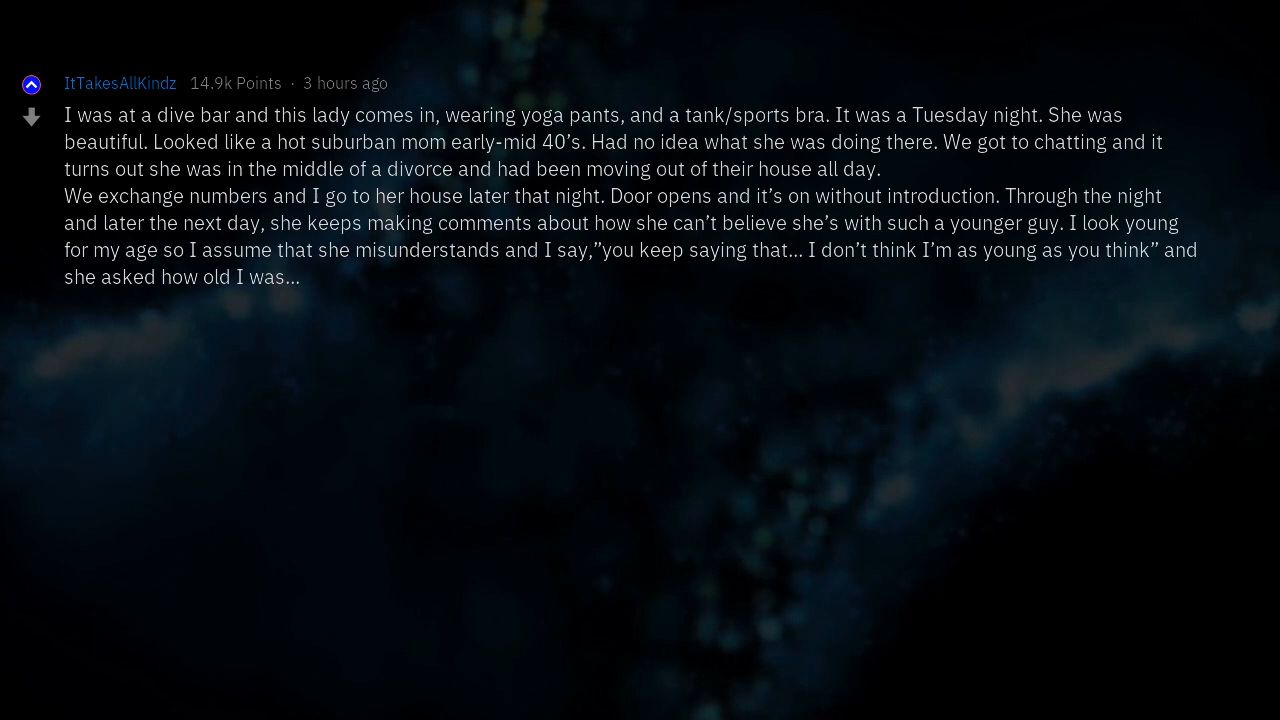 ItTakesAllKindz 14.9k Points · 3 hours ago
I was at a dive bar and this lady comes in, wearing yoga pants, and a tank/sports bra. It was a Tuesday night. She was
beautiful. Looked like a hot suburban mom early-mid 40’s. Had no idea what she was doing there. We got to chatting and it
turns out she was in the middle of a divorce and had been moving out of their house all day.
We exchange numbers and I go to her house later that night. Door opens and it’s on without introduction. Through the night
and later the next day, she keeps making comments about how she can’t believe she’s with such a younger guy. I look young
for my age so I assume that she misunderstands and I say,”you keep saying that... I don’t think I’m as young as you think” and
she asked how old I was...